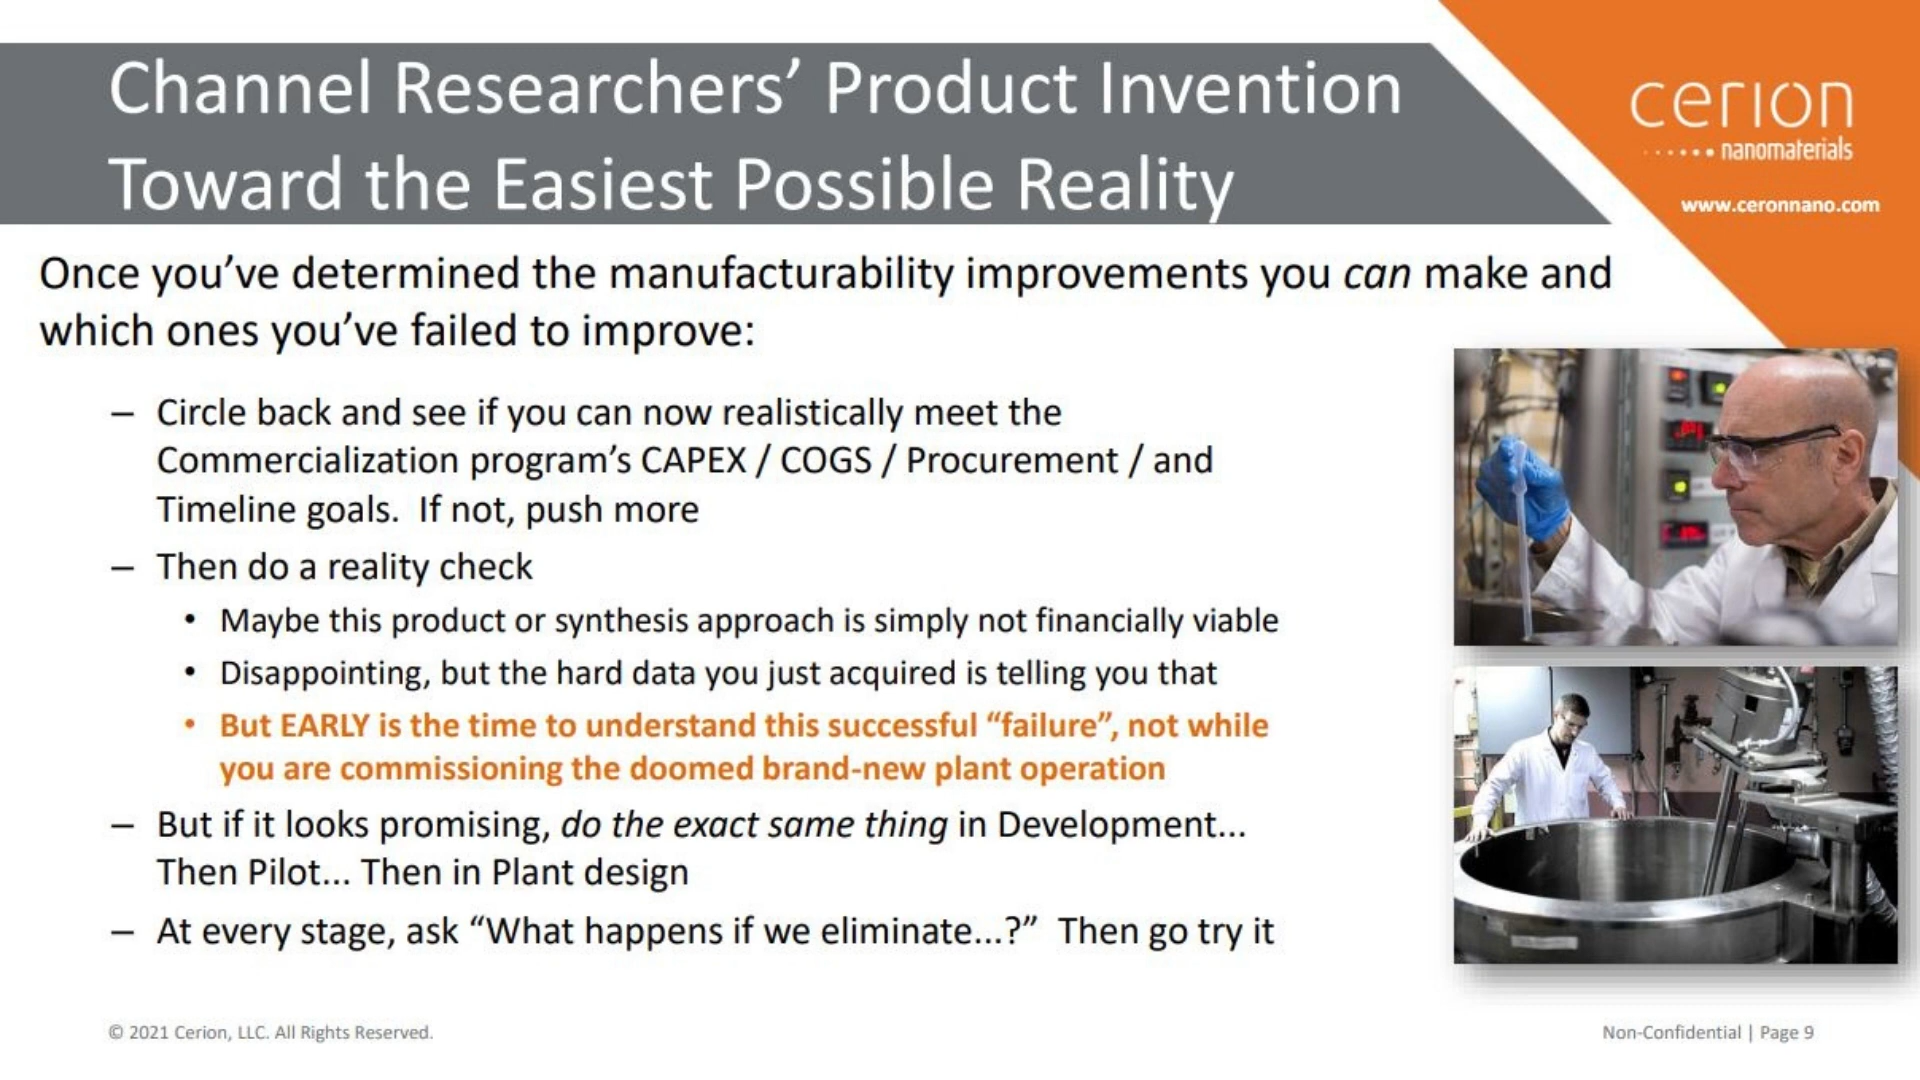 Channel Researchers’ Product Invention
Toward the Easiest Possible Reality
cerion
nanomaterials
www.ceronnano.com
Once you’ve determined the manufacturability improvements you can make and
which ones you’ve failed to improve:
– Circle back and see if you can now realistically meet the
Commercialization program’s CAPEX / COGS / Procurement / and
Timeline goals.  If not, push more
– Then do a reality check
• Maybe this product or synthesis approach is simply not financially viable
• Disappointing, but the hard data you just acquired is telling you that
• But EARLY is the time to understand this successful “failure”, not while
you are commissioning the doomed brand-new plant operation
– But if it looks promising, do the exact same thing in Development...
Then Pilot... Then in Plant design
– At every stage, ask “What happens if we eliminate...?”  Then go try it
© 2021 Cerion, LLC. All Rights Reserved.
Non-Confidential | Page 9